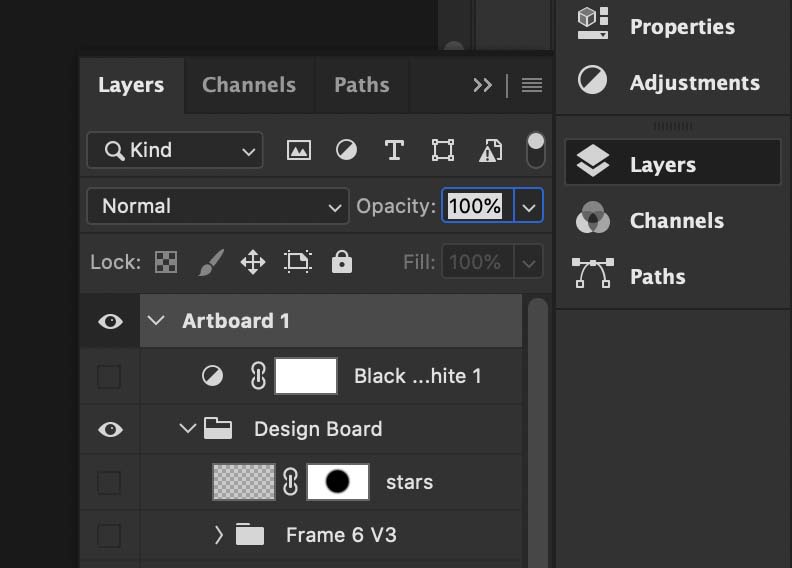 Properties
Adjustments
Layers
Channels
Paths
Layers Channels Paths
Kind
Normal Opacity: 100%
Lock: Fill: 100%
Artboard 1
Black ...hite 1
Design Board
stars
Frame 6 V3